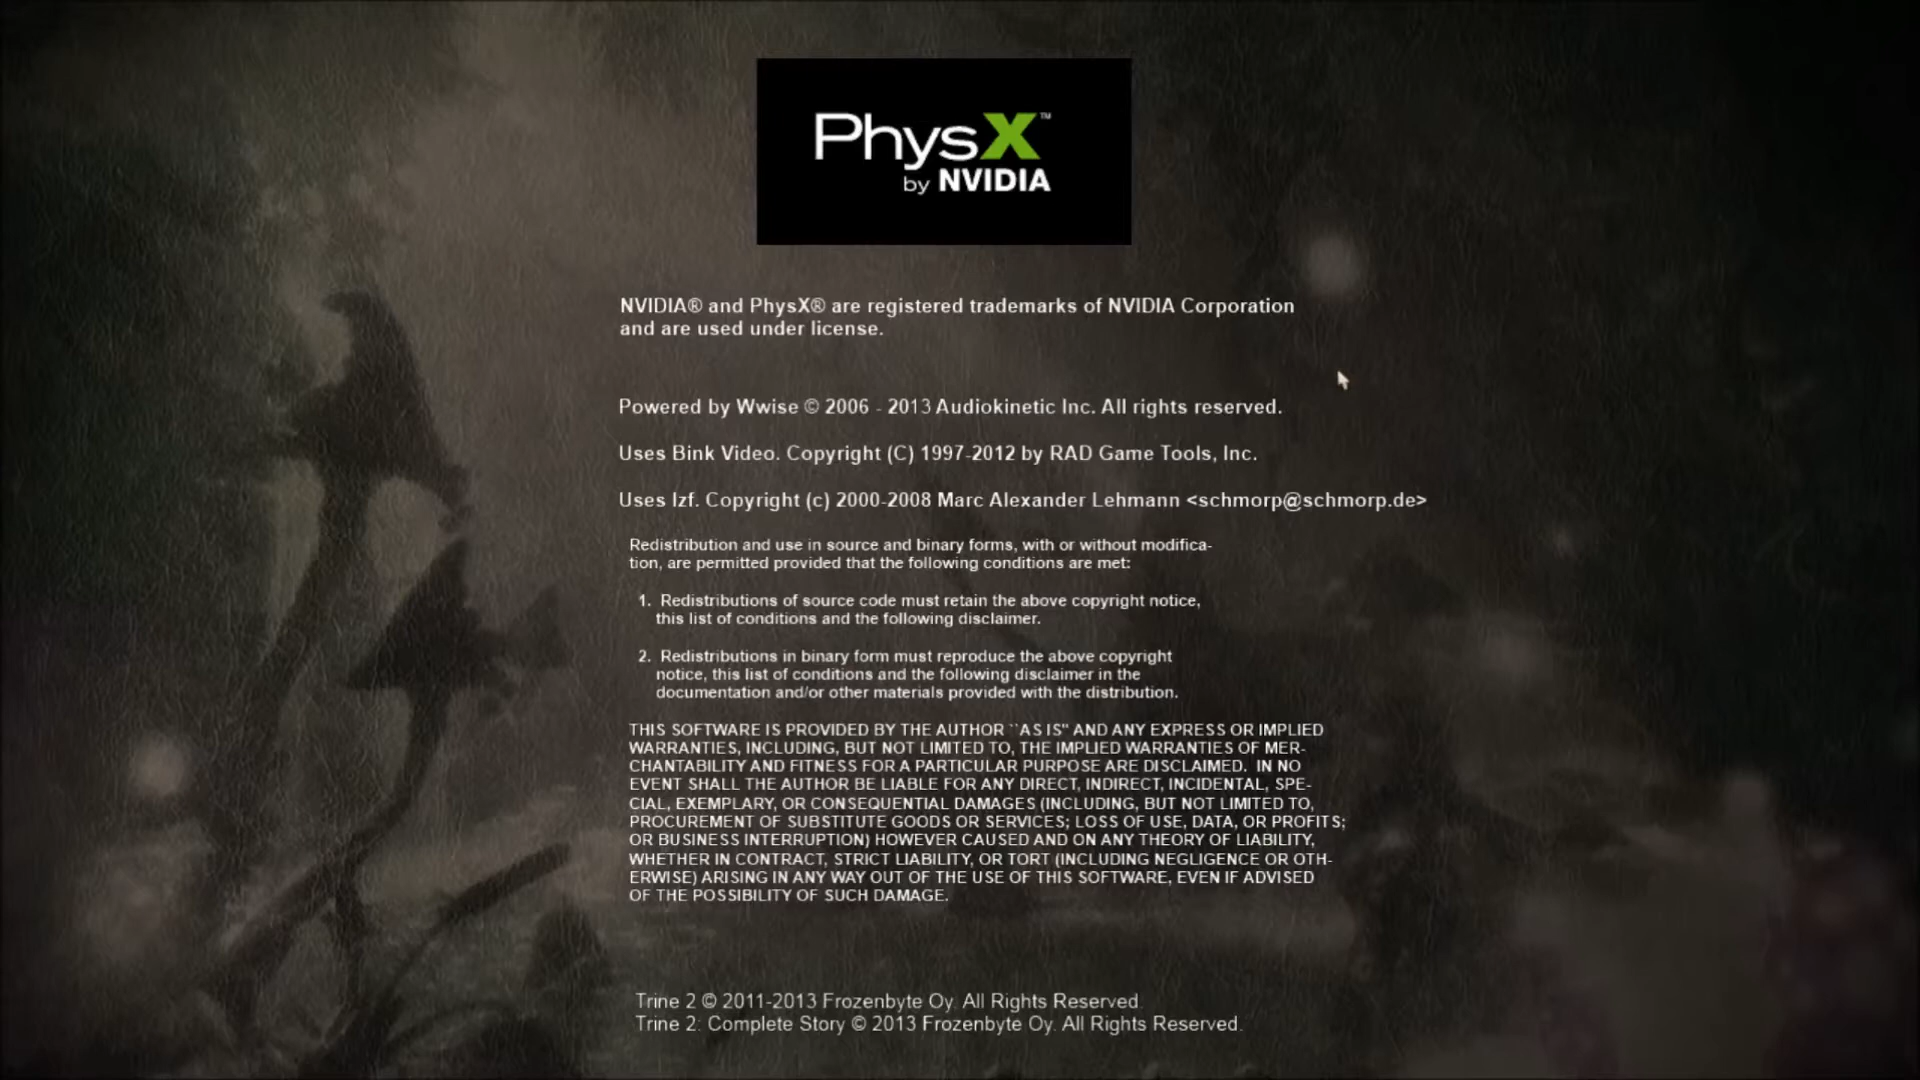 PhysX™
by NVIDIA
NVIDIA® and PhysX® are registered trademarks of NVIDIA Corporation
and are used under license.
Powered by Wwise © 2006 - 2013 Audiokinetic Inc. All rights reserved.
Uses Bink Video. Copyright (C) 1997-2012 by RAD Game Tools, Inc.
Uses lzf. Copyright (c) 2000-2008 Marc Alexander Lehmann <schmorp@schmorp.de>
Redistribution and use in source and binary forms, with or without modifica-
tion, are permitted provided that the following conditions are met:
1. Redistributions of source code must retain the above copyright notice,
this list of conditions and the following disclaimer.
2. Redistributions in binary form must reproduce the above copyright
notice, this list of conditions and the following disclaimer in the
documentation and/or other materials provided with the distribution.
THIS SOFTWARE IS PROVIDED BY THE AUTHOR ``AS IS'' AND ANY EXPRESS OR IMPLIED
WARRANTIES, INCLUDING, BUT NOT LIMITED TO, THE IMPLIED WARRANTIES OF MER-
CHANTABILITY AND FITNESS FOR A PARTICULAR PURPOSE ARE DISCLAIMED. IN NO
EVENT SHALL THE AUTHOR BE LIABLE FOR ANY DIRECT, INDIRECT, INCIDENTAL, SPE-
CIAL, EXEMPLARY, OR CONSEQUENTIAL DAMAGES (INCLUDING, BUT NOT LIMITED TO,
PROCUREMENT OF SUBSTITUTE GOODS OR SERVICES; LOSS OF USE, DATA, OR PROFITS;
OR BUSINESS INTERRUPTION) HOWEVER CAUSED AND ON ANY THEORY OF LIABILITY,
WHETHER IN CONTRACT, STRICT LIABILITY, OR TORT (INCLUDING NEGLIGENCE OR OTH-
ERWISE) ARISING IN ANY WAY OUT OF THE USE OF THIS SOFTWARE, EVEN IF ADVISED
OF THE POSSIBILITY OF SUCH DAMAGE.
Trine 2 © 2011-2013 Frozenbyte Oy. All Rights Reserved.
Trine 2: Complete Story © 2013 Frozenbyte Oy. All Rights Reserved.